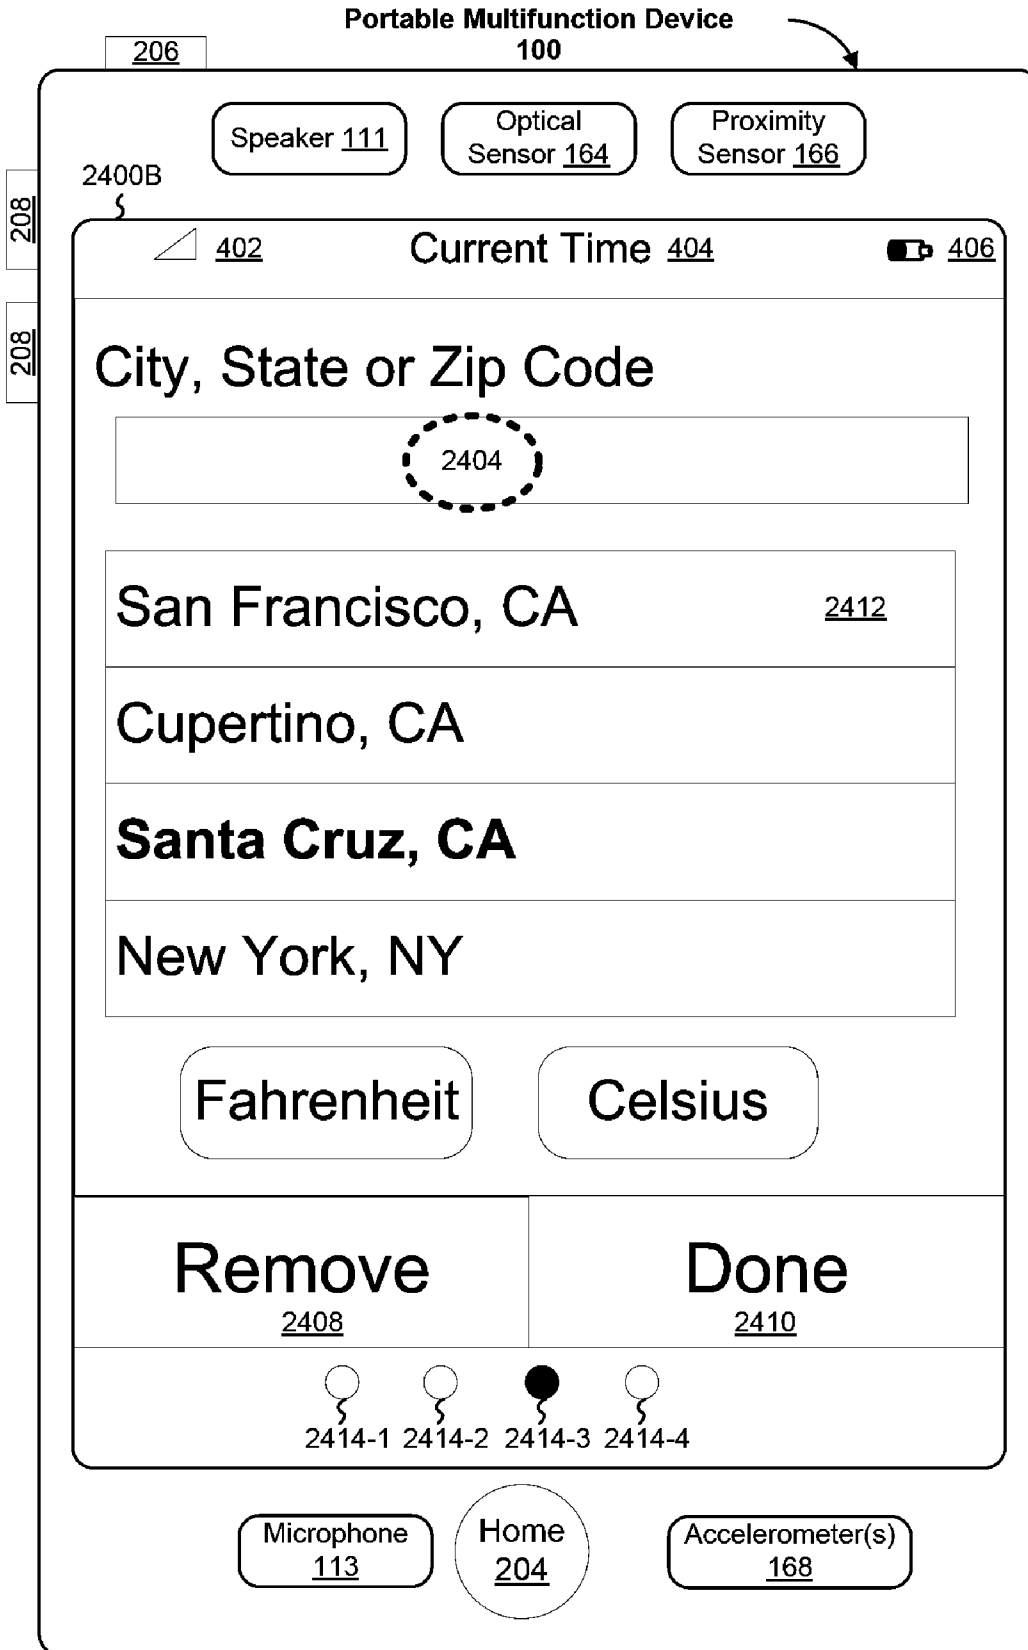 Portable Multifunction Device
100
206
Speaker 111
Optical
Sensor 164
Proximity
Sensor 166
2400B
208
208
402
Current Time 404
406
City, State or Zip Code
2404
San Francisco, CA
2412
Cupertino, CA
Santa Cruz, CA
New York, NY
Fahrenheit
Celsius
Remove
2408
Done
2410
2414-1 2414-2 2414-3 2414-4
Microphone
113
Home
204
Accelerometer(s)
168